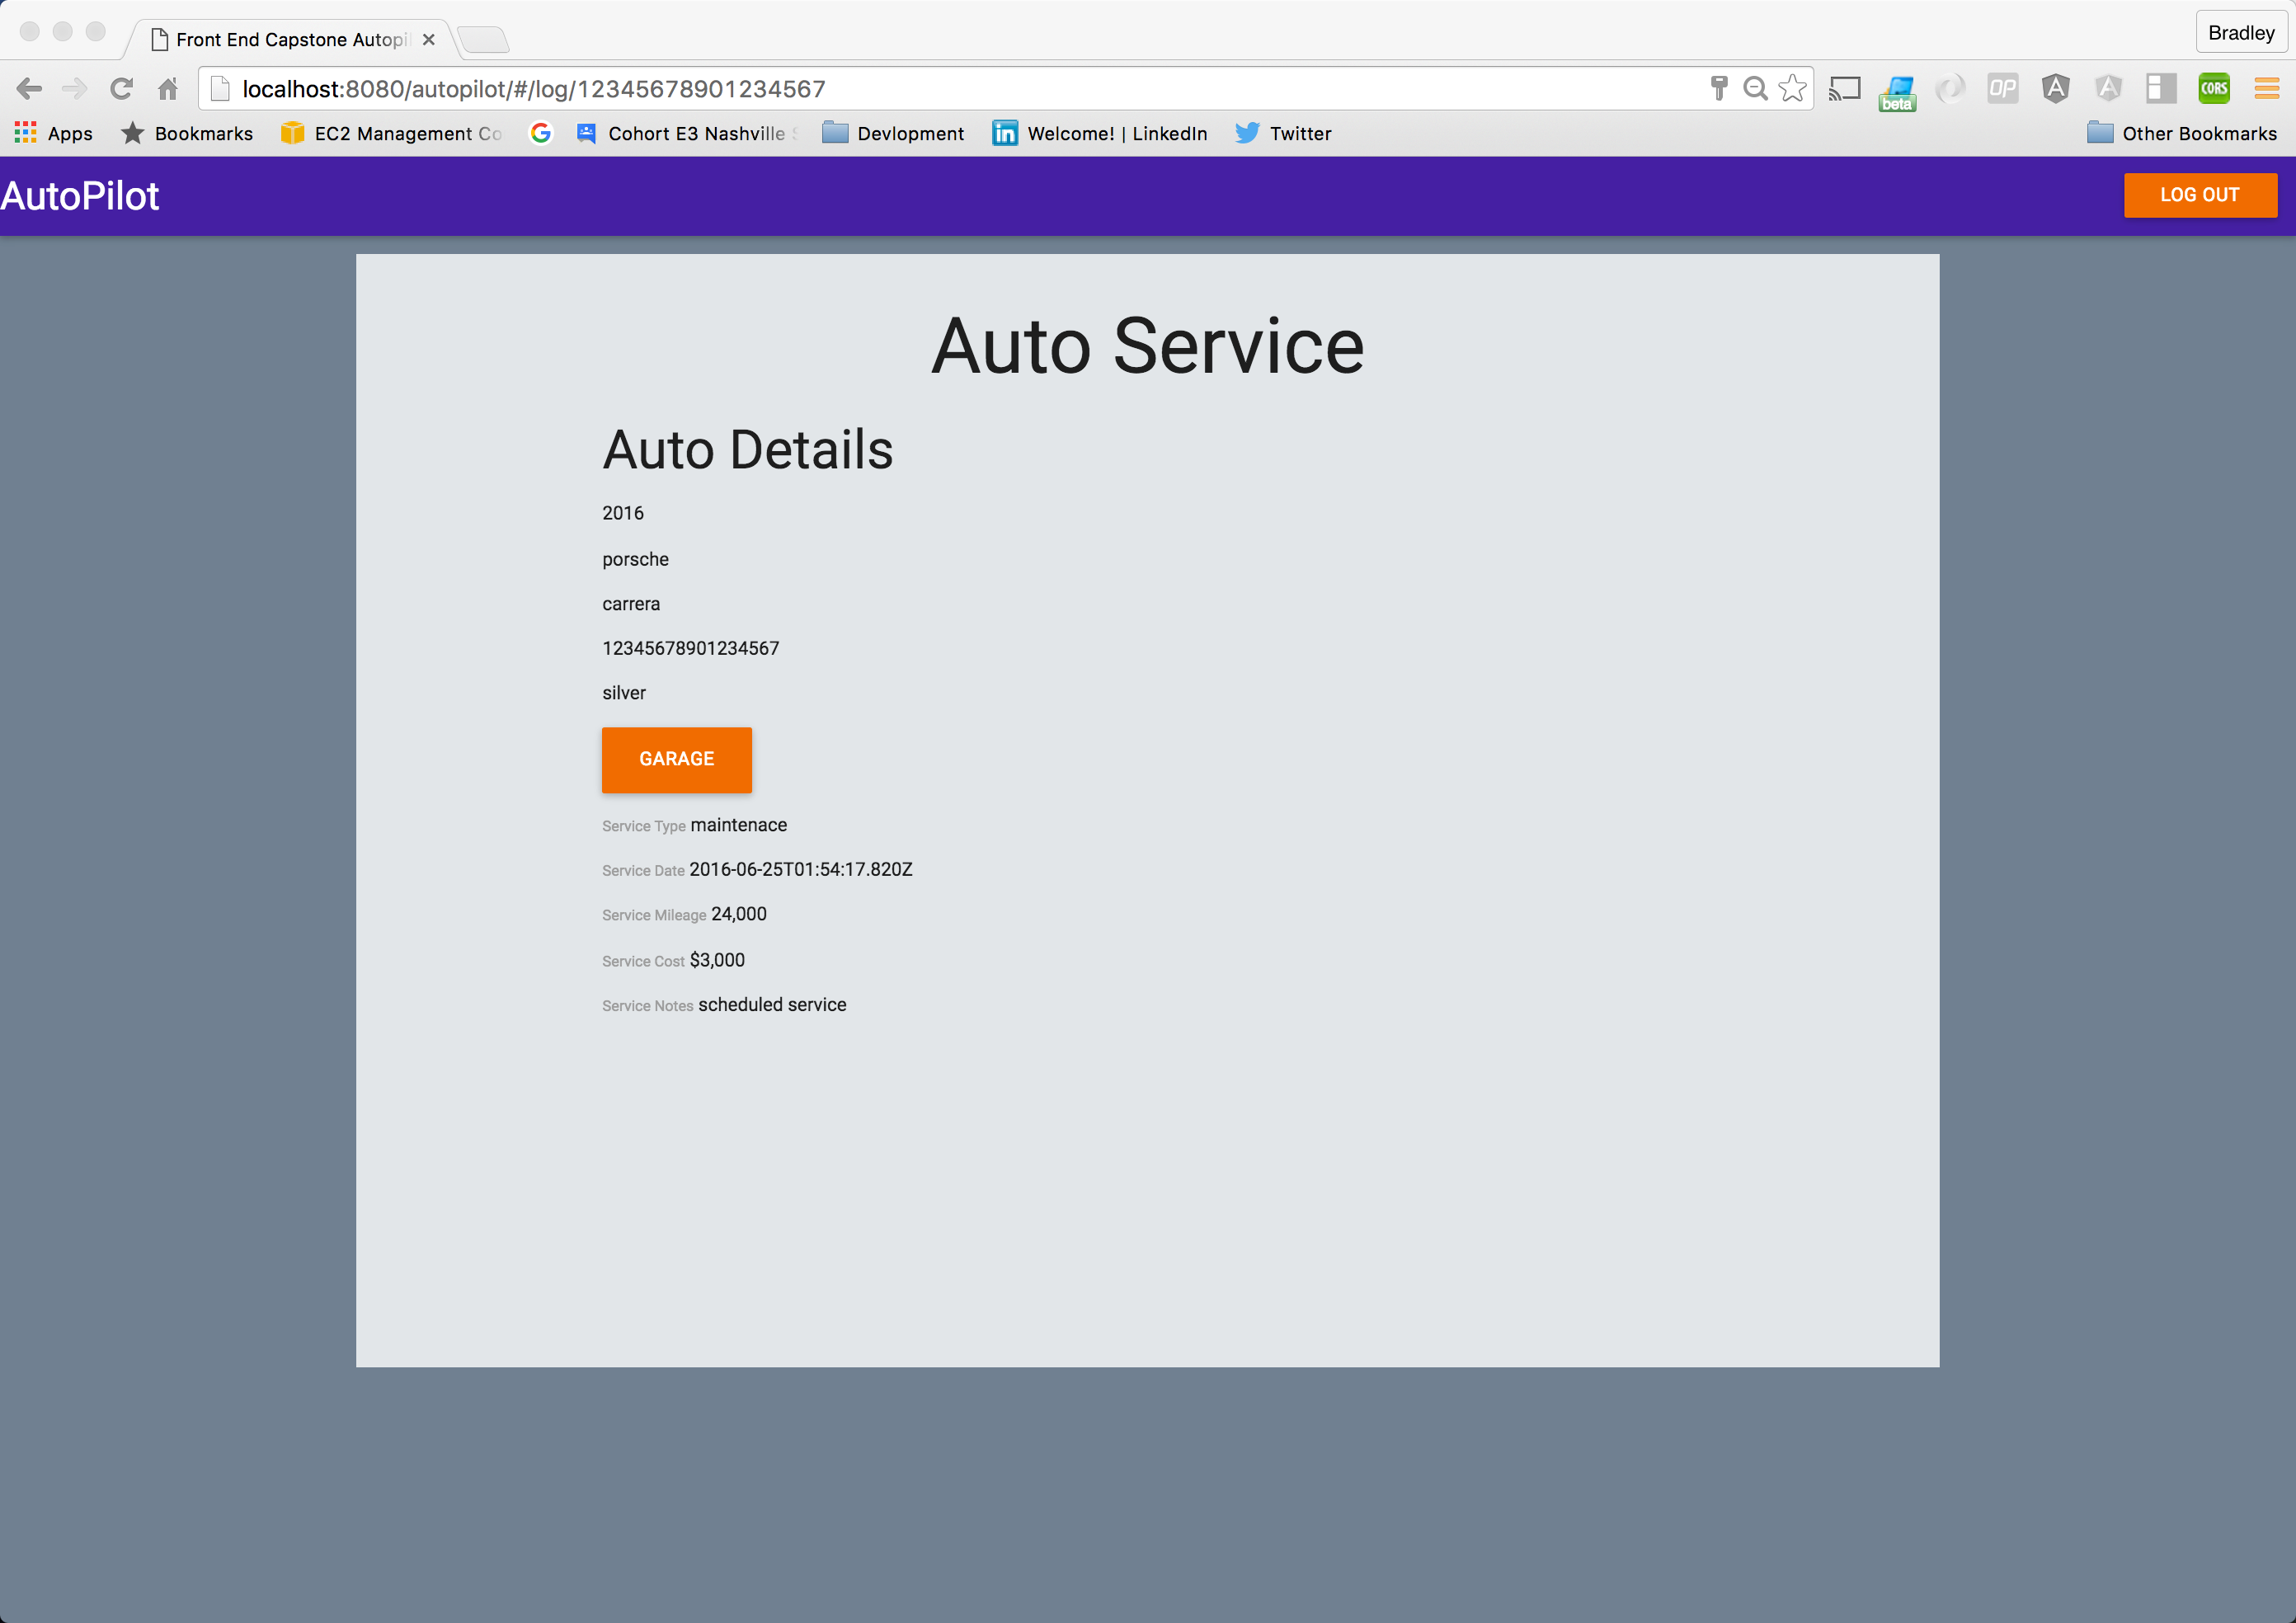 Front End Capstone Autopi
Bradley
localhost:8080/autopilot/#/log/12345678901234567
beta
OP
A
A
CORS
Apps
Bookmarks
EC2 Management Co
G
Cohort E3 Nashville S
Devlopment
in
Welcome! | LinkedIn
Twitter
Other Bookmarks
AutoPilot
LOG OUT
Auto Service
Auto Details
2016
porsche
carrera
12345678901234567
silver
GARAGE
Service Type maintenace
Service Date 2016-06-25T01:54:17.820Z
Service Mileage 24,000
Service Cost $3,000
Service Notes scheduled service